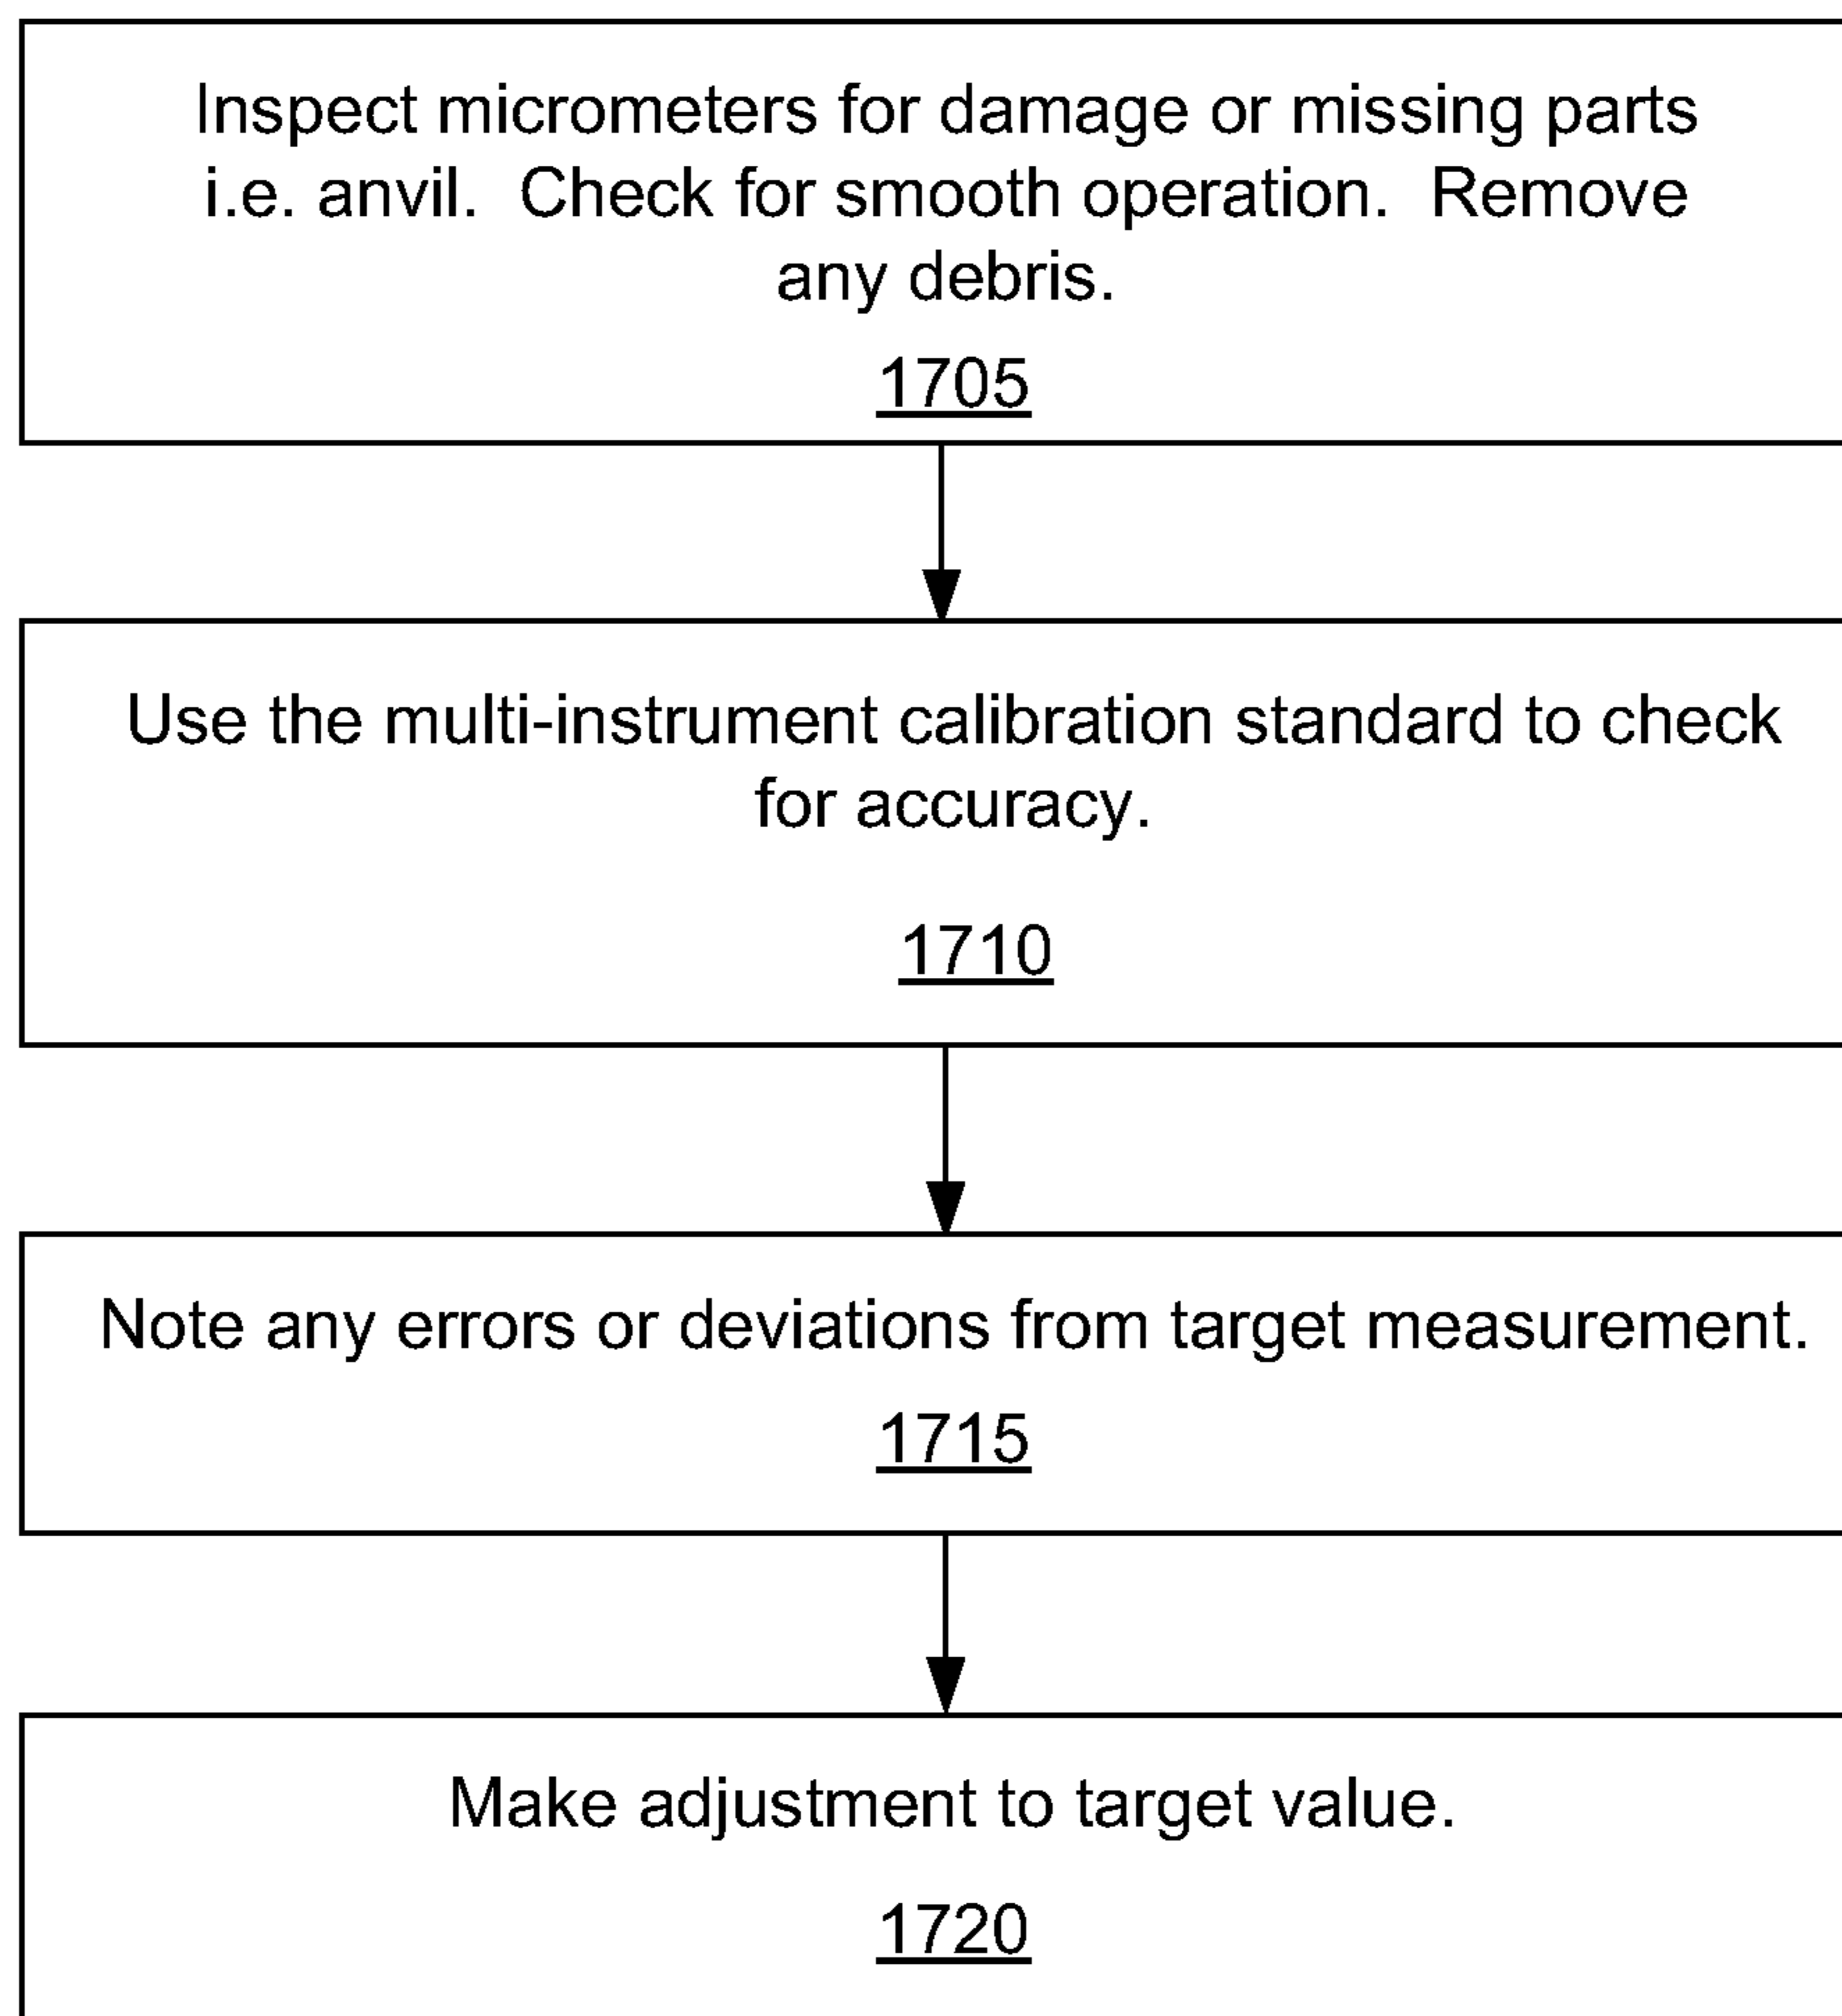 Inspect micrometers for damage or missing parts
i.e. anvil.  Check for smooth operation.  Remove
any debris.
1705
Use the multi-instrument calibration standard to check
for accuracy.
1710
Note any errors or deviations from target measurement.
1715
Make adjustment to target value.
1720